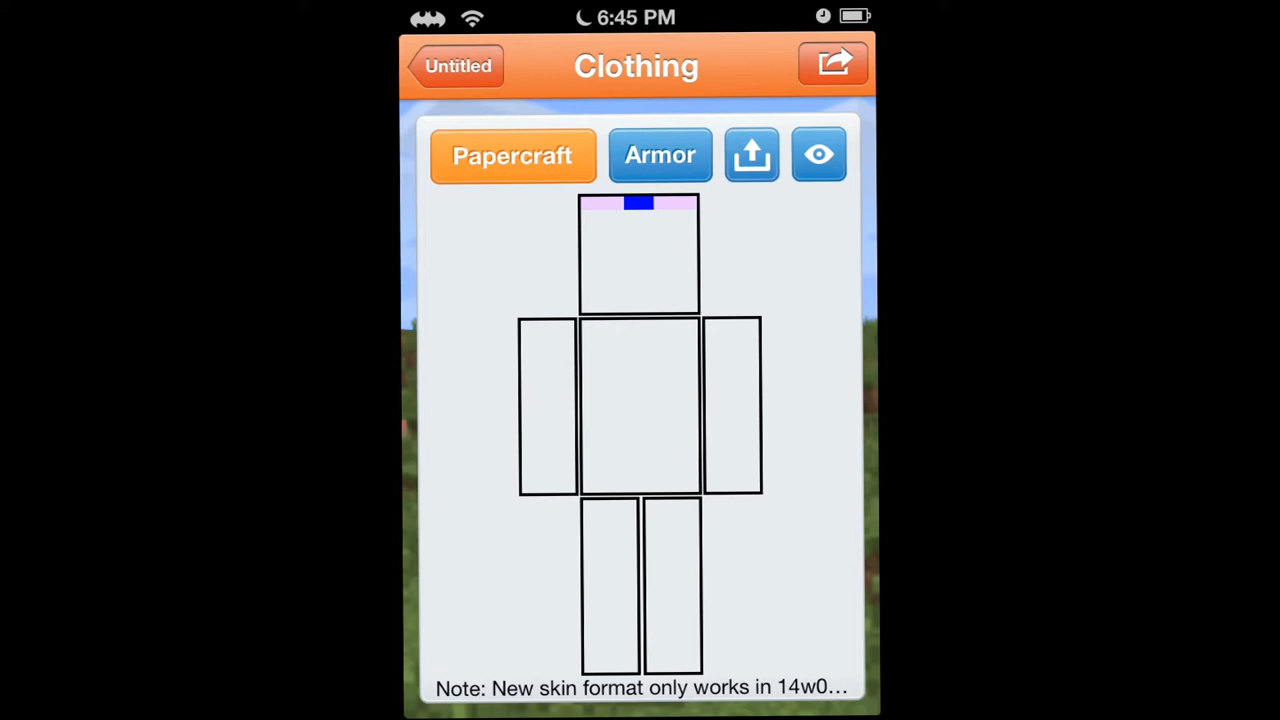 6:45 PM
Untitled
Clothing
Papercraft
Armor
Note: New skin format only works in 14w0...